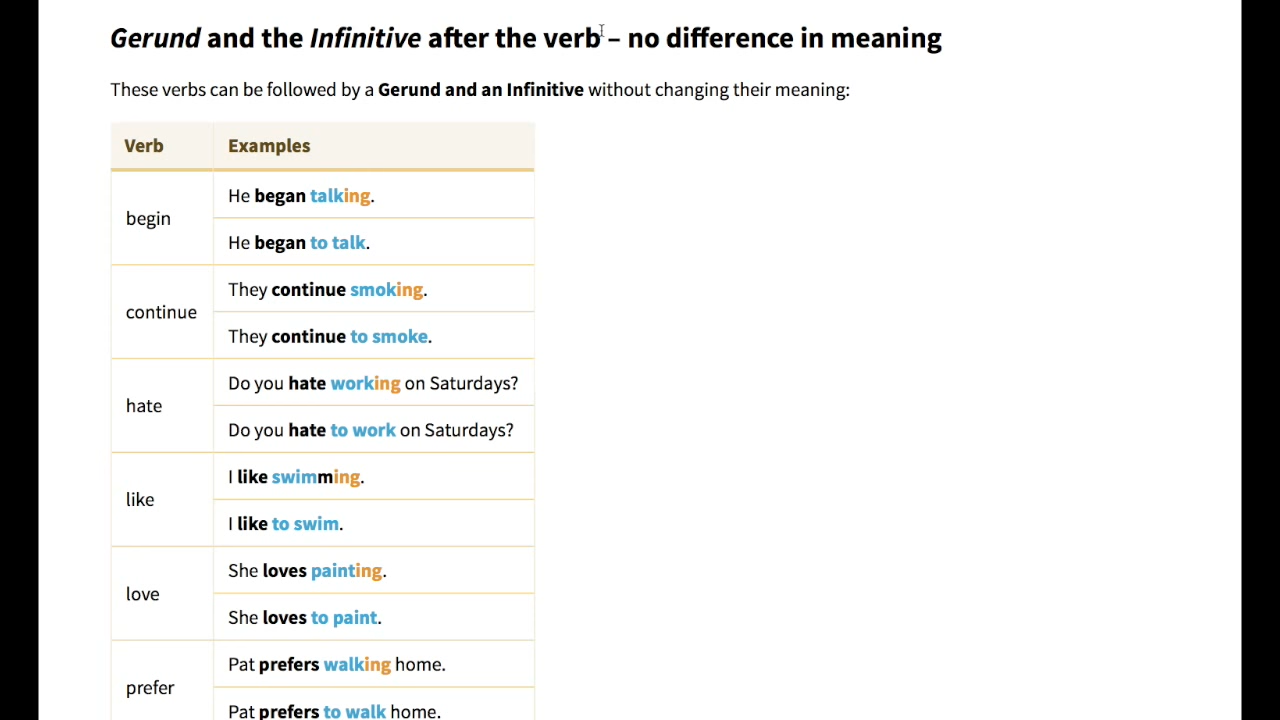 Gerund and the Infinitive after the verb – no difference in meaning
These verbs can be followed by a Gerund and an Infinitive without changing their meaning:
Verb Examples
begin
He began talking.
He began to talk.
continue
They continue smoking.
They continue to smoke.
hate
Do you hate working on Saturdays?
Do you hate to work on Saturdays?
like
I like swimming.
I like to swim.
love
She loves painting.
She loves to paint.
prefer
Pat prefers walking home.
Pat prefers to walk home.